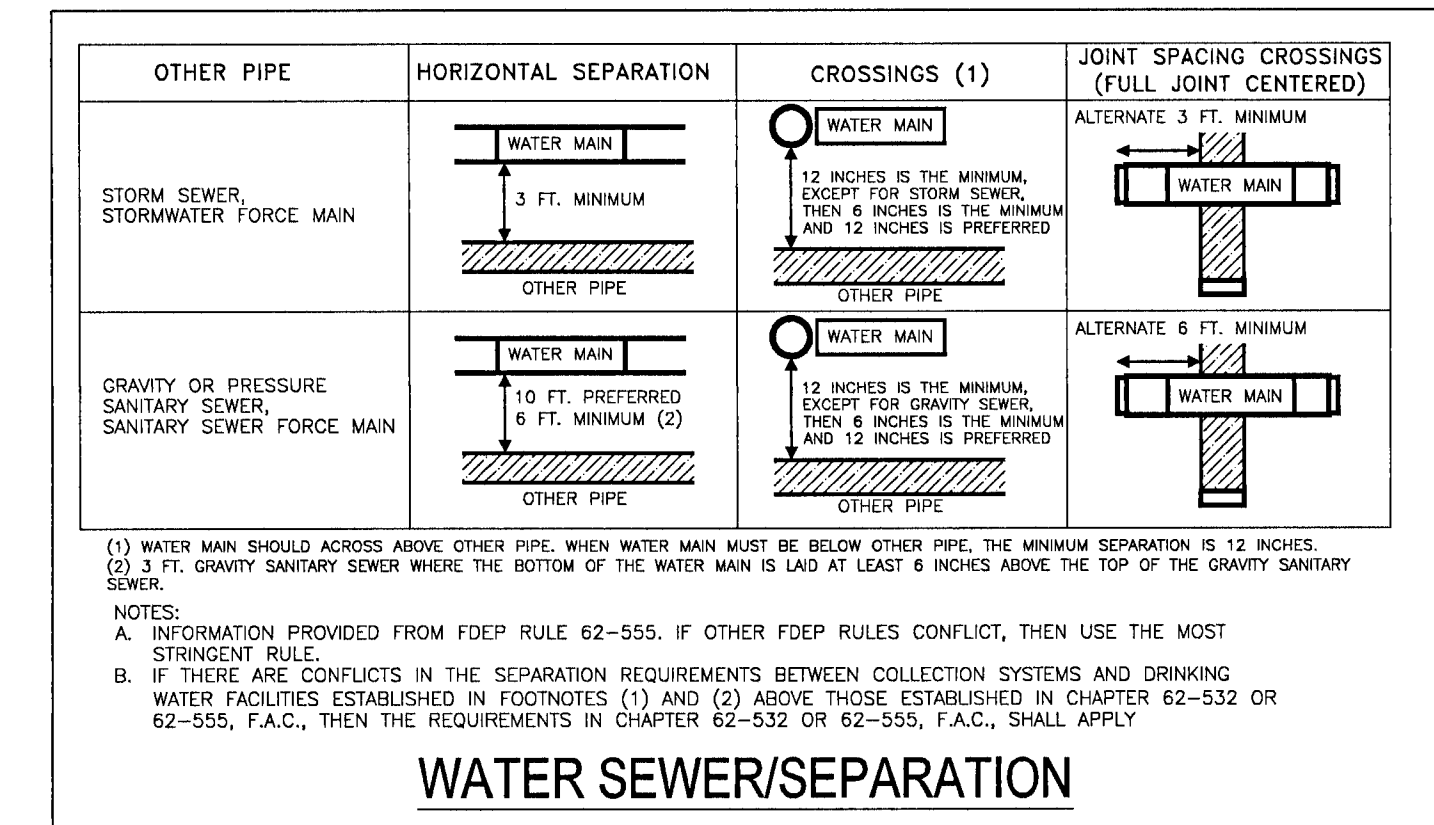 OTHER PIPE
HORIZONTAL SEPARATION
CROSSINGS (1)
JOINT SPACING CROSSINGS
(FULL JOINT CENTERED)
STORM SEWER,
STORMWATER FORCE MAIN
WATER MAIN
3 FT. MINIMUM
OTHER PIPE
WATER MAIN
12 INCHES IS THE MINIMUM,
EXCEPT FOR STORM SEWER,
THEN 6 INCHES IS THE MINIMUM
AND 12 INCHES IS PREFERRED
OTHER PIPE
ALTERNATE 3 FT. MINIMUM
WATER MAIN
GRAVITY OR PRESSURE
SANITARY SEWER,
SANITARY SEWER FORCE MAIN
WATER MAIN
10 FT. PREFERRED
6 FT. MINIMUM (2)
OTHER PIPE
WATER MAIN
12 INCHES IS THE MINIMUM,
EXCEPT FOR GRAVITY SEWER,
THEN 6 INCHES IS THE MINIMUM
AND 12 INCHES IS PREFERRED
OTHER PIPE
ALTERNATE 6 FT. MINIMUM
WATER MAIN
(1) WATER MAIN SHOULD ACROSS ABOVE OTHER PIPE. WHEN WATER MAIN MUST BE BELOW OTHER PIPE, THE MINIMUM SEPARATION IS 12 INCHES.
(2) 3 FT. GRAVITY SANITARY SEWER WHERE THE BOTTOM OF THE WATER MAIN IS LAID AT LEAST 6 INCHES ABOVE THE TOP OF THE GRAVITY SANITARY
SEWER.
NOTES:
A. INFORMATION PROVIDED FROM FDEP RULE 62-555. IF OTHER FDEP RULES CONFLICT, THEN USE THE MOST
STRINGENT RULE.
B. IF THERE ARE CONFLICTS IN THE SEPARATION REQUIREMENTS BETWEEN COLLECTION SYSTEMS AND DRINKING
WATER FACILITIES ESTABLISHED IN FOOTNOTES (1) AND (2) ABOVE THOSE ESTABLISHED IN CHAPTER 62-532 OR
62-555, F.A.C., THEN THE REQUIREMENTS IN CHAPTER 62-532 OR 62-555, F.A.C., SHALL APPLY
WATER SEWER/SEPARATION